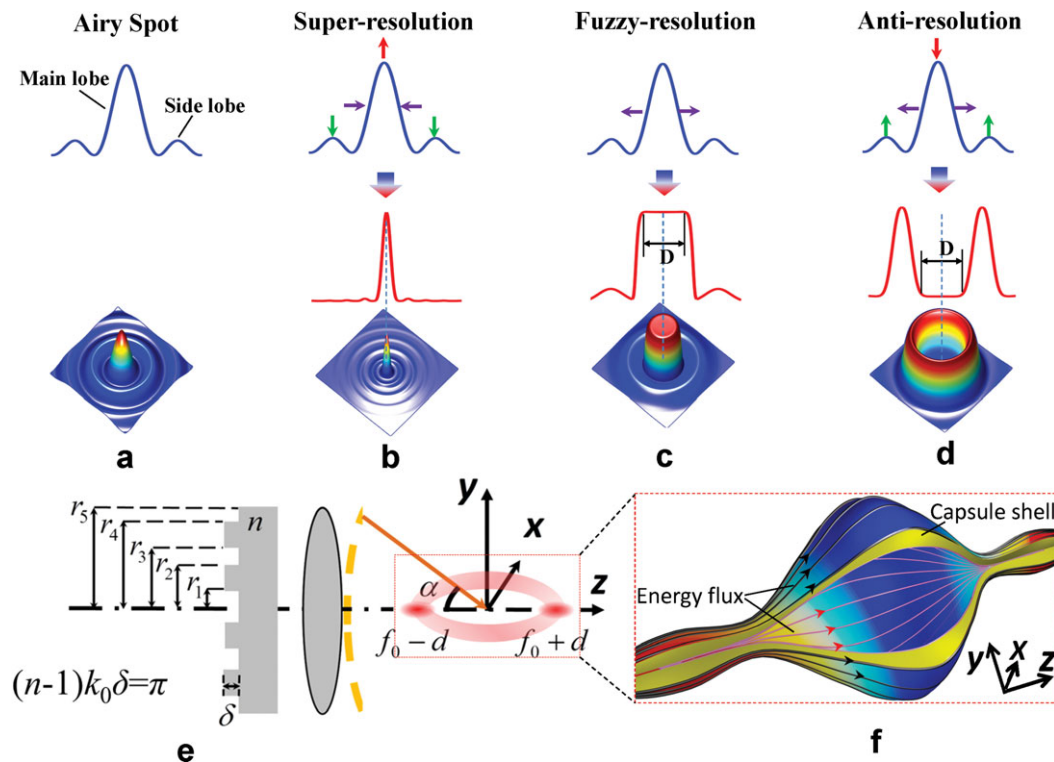 Airy Spot
Super-resolution
Fuzzy-resolution
Anti-resolution
Main lobe
Side lobe
D
D
a
b
c
d
r5
r4
r3
r2
r1
n
y
x
α
z
f0−d
f0+d
(n-1)k0δ=π
δ
e
Capsule shell
Energy flux
y
x
z
f